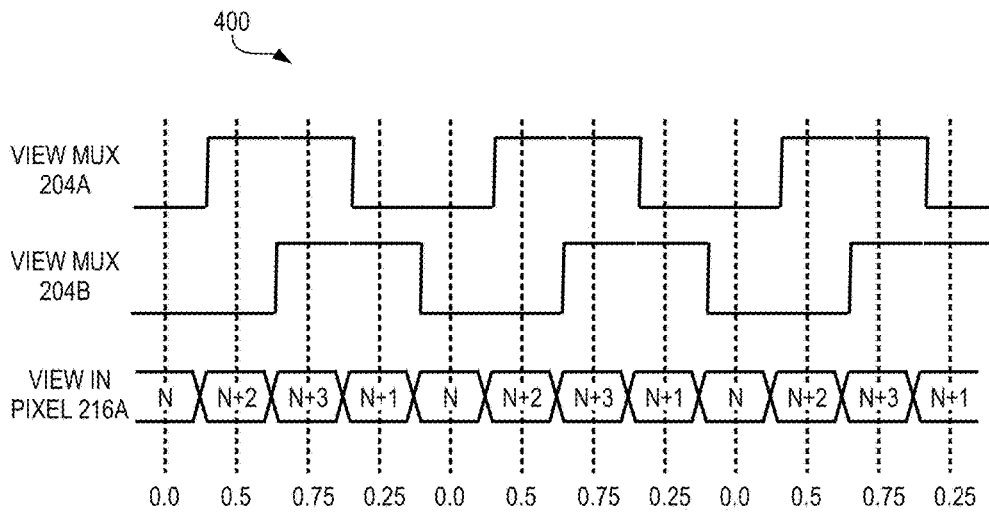 400
VIEW MUX
204A
VIEW MUX
204B
VIEW IN
PIXEL 216A
N N+2 N+3 N+1 N N+2 N+3 N+1 N N+2 N+3 N+1
0.0 0.5 0.75 0.25 0.0 0.5 0.75 0.25 0.0 0.5 0.75 0.25